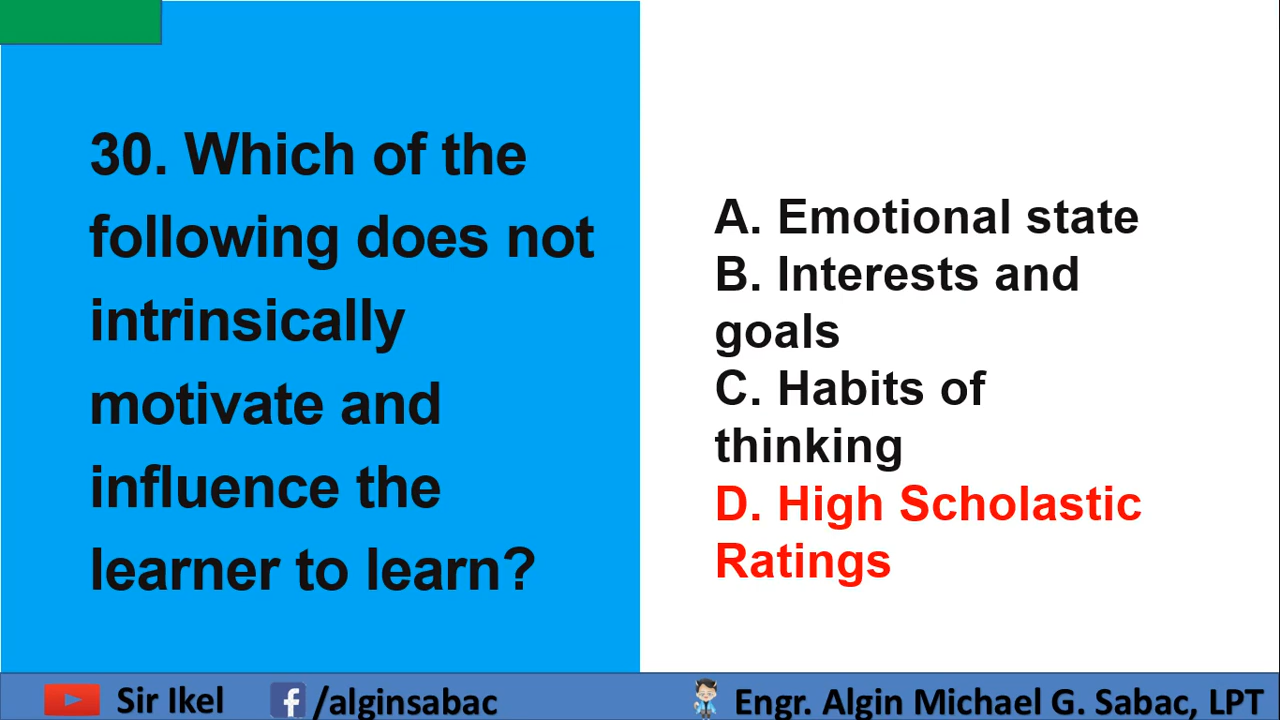 30. Which of the
following does not
intrinsically
motivate and
influence the
learner to learn?
A. Emotional state
B. Interests and
goals
C. Habits of
thinking
D. High Scholastic
Ratings
Sir Ikel
/alginsabac
Engr. Algin Michael G. Sabac, LPT